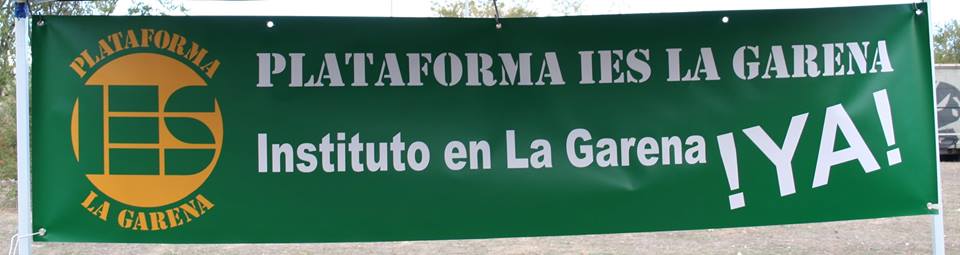 PLATAFORMA
IES
LA GARENA
PLATAFORMA IES LA GARENA
Instituto en La Garena !YA!